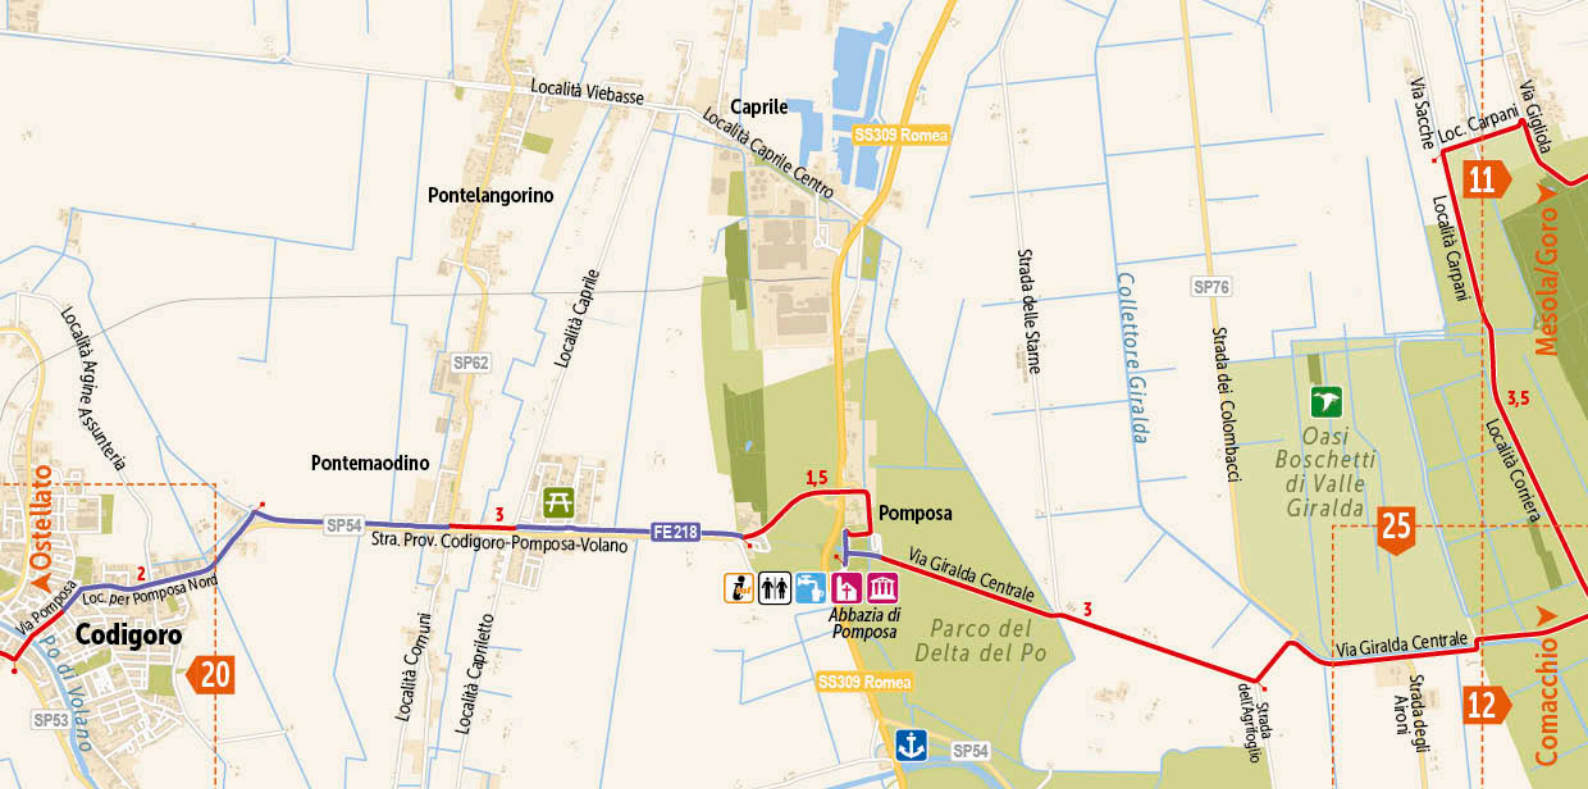 Località Viebasse
Caprile
Località Caprile Centro
SS309 Romea
Via Sacche
Loc. Carpani
Via Gigliola
11
Mesola/Goro
Pontelangorino
Località Carpani
Località Caprile
Strada delle Starne
Collettore Giralda
SP76
Strada dei Colombacci
Località Argine Assunteria
SP62
3,5
Località Corriera
Oasi
Boschetti
di Valle
Giralda
Pontemaodino
Ostellato
SP54
3
Stra. Prov. Codigoro-Pomposa-Volano
FE218
1,5
Pomposa
25
2
Loc. per Pomposa Nord
Via Pomposa
Codigoro
Po di Volano
20
SP53
Località Comuni
Località Capriletto
Abbazia di
Pomposa
Via Giralda Centrale
3
Parco del
Delta del Po
SS309 Romea
SP54
Strada
dell'Agrifoglio
Via Giralda Centrale
Strada degli
Aironi
12
Comacchio